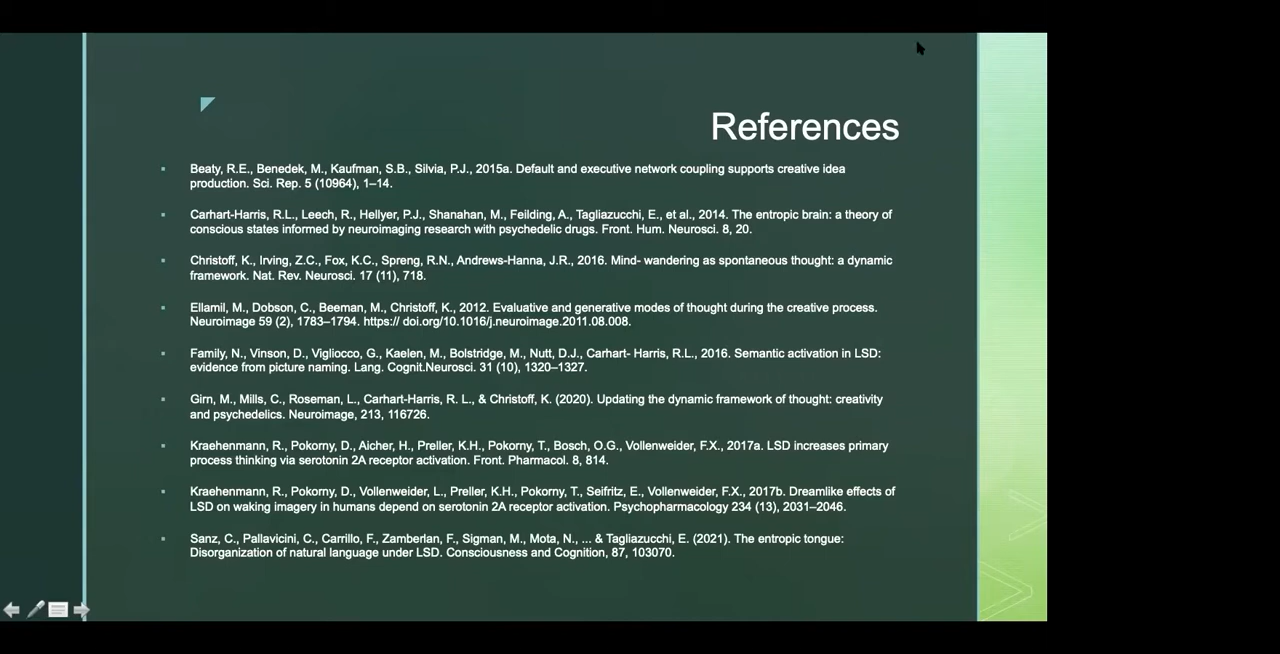 References
Beaty, R.E., Benedek, M., Kaufman, S.B., Silvia, P.J., 2015a. Default and executive network coupling supports creative idea
production. Sci. Rep. 5 (10964), 1–14.
Carhart-Harris, R.L., Leech, R., Hellyer, P.J., Shanahan, M., Feilding, A., Tagliazucchi, E., et al., 2014. The entropic brain: a theory of
conscious states informed by neuroimaging research with psychedelic drugs. Front. Hum. Neurosci. 8, 20.
Christoff, K., Irving, Z.C., Fox, K.C., Spreng, R.N., Andrews-Hanna, J.R., 2016. Mind- wandering as spontaneous thought: a dynamic
framework. Nat. Rev. Neurosci. 17 (11), 718.
Ellamil, M., Dobson, C., Beeman, M., Christoff, K., 2012. Evaluative and generative modes of thought during the creative process.
Neuroimage 59 (2), 1783–1794. https:// doi.org/10.1016/j.neuroimage.2011.08.008.
Family, N., Vinson, D., Vigliocco, G., Kaelen, M., Bolstridge, M., Nutt, D.J., Carhart- Harris, R.L., 2016. Semantic activation in LSD:
evidence from picture naming. Lang. Cognit.Neurosci. 31 (10), 1320–1327.
Girn, M., Mills, C., Roseman, L., Carhart-Harris, R. L., & Christoff, K. (2020). Updating the dynamic framework of thought: creativity
and psychedelics. Neuroimage, 213, 116726.
Kraehenmann, R., Pokorny, D., Aicher, H., Preller, K.H., Pokorny, T., Bosch, O.G., Vollenweider, F.X., 2017a. LSD increases primary
process thinking via serotonin 2A receptor activation. Front. Pharmacol. 8, 814.
Kraehenmann, R., Pokorny, D., Vollenweider, L., Preller, K.H., Pokorny, T., Seifritz, E., Vollenweider, F.X., 2017b. Dreamlike effects of
LSD on waking imagery in humans depend on serotonin 2A receptor activation. Psychopharmacology 234 (13), 2031–2046.
Sanz, C., Pallavicini, C., Carrillo, F., Zamberlan, F., Sigman, M., Mota, N., ... & Tagliazucchi, E. (2021). The entropic tongue:
Disorganization of natural language under LSD. Consciousness and Cognition, 87, 103070.